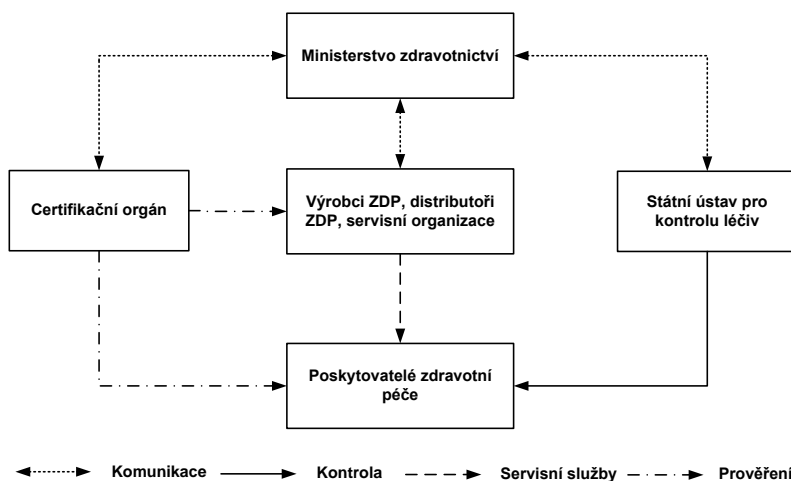 Ministerstvo zdravotnictví
Certifikační orgán
Výrobci ZDP, distributoři
ZDP, servisní organizace
Státní ústav pro
kontrolu léčiv
Poskytovatelé zdravotní
péče
Komunikace
Kontrola
Servisní služby
Prověření